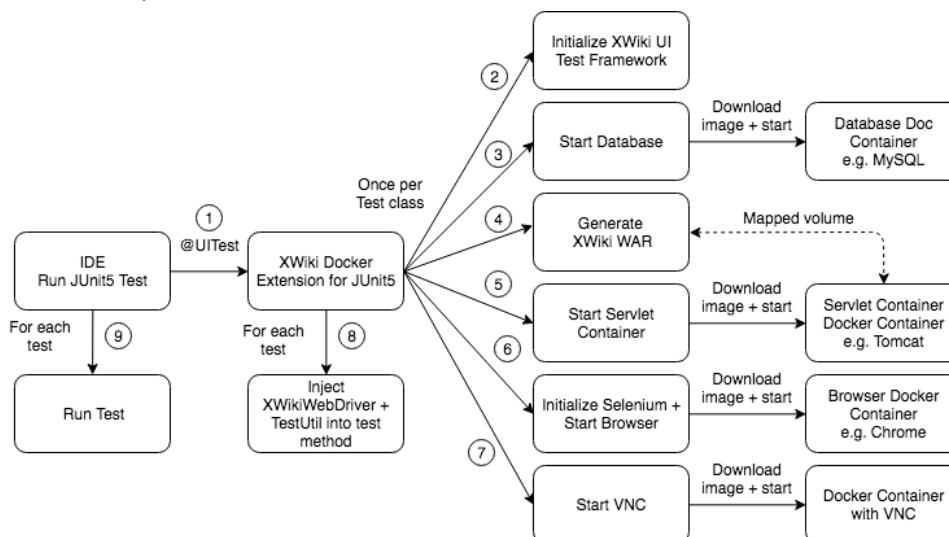 Initialize XWiki UI
Test Framework
2
Download
image + start
Start Database
Database Doc
Container
e.g. MySQL
3
Once per
Test class
1
@UITest
4
Generate
XWiki WAR
Mapped volume
IDE
Run JUnit5 Test
XWiki Docker
Extension for JUnit5
5
Start Servlet
Container
Download
image + start
Servlet Container
Docker Container
e.g. Tomcat
For each
test
9
For each
test
8
6
Run Test
Inject
XWikiWebDriver +
TestUtil into test
method
Initialize Selenium +
Start Browser
Download
image + start
Browser Docker
Container
e.g. Chrome
7
Start VNC
Download
image + start
Docker Container
with VNC